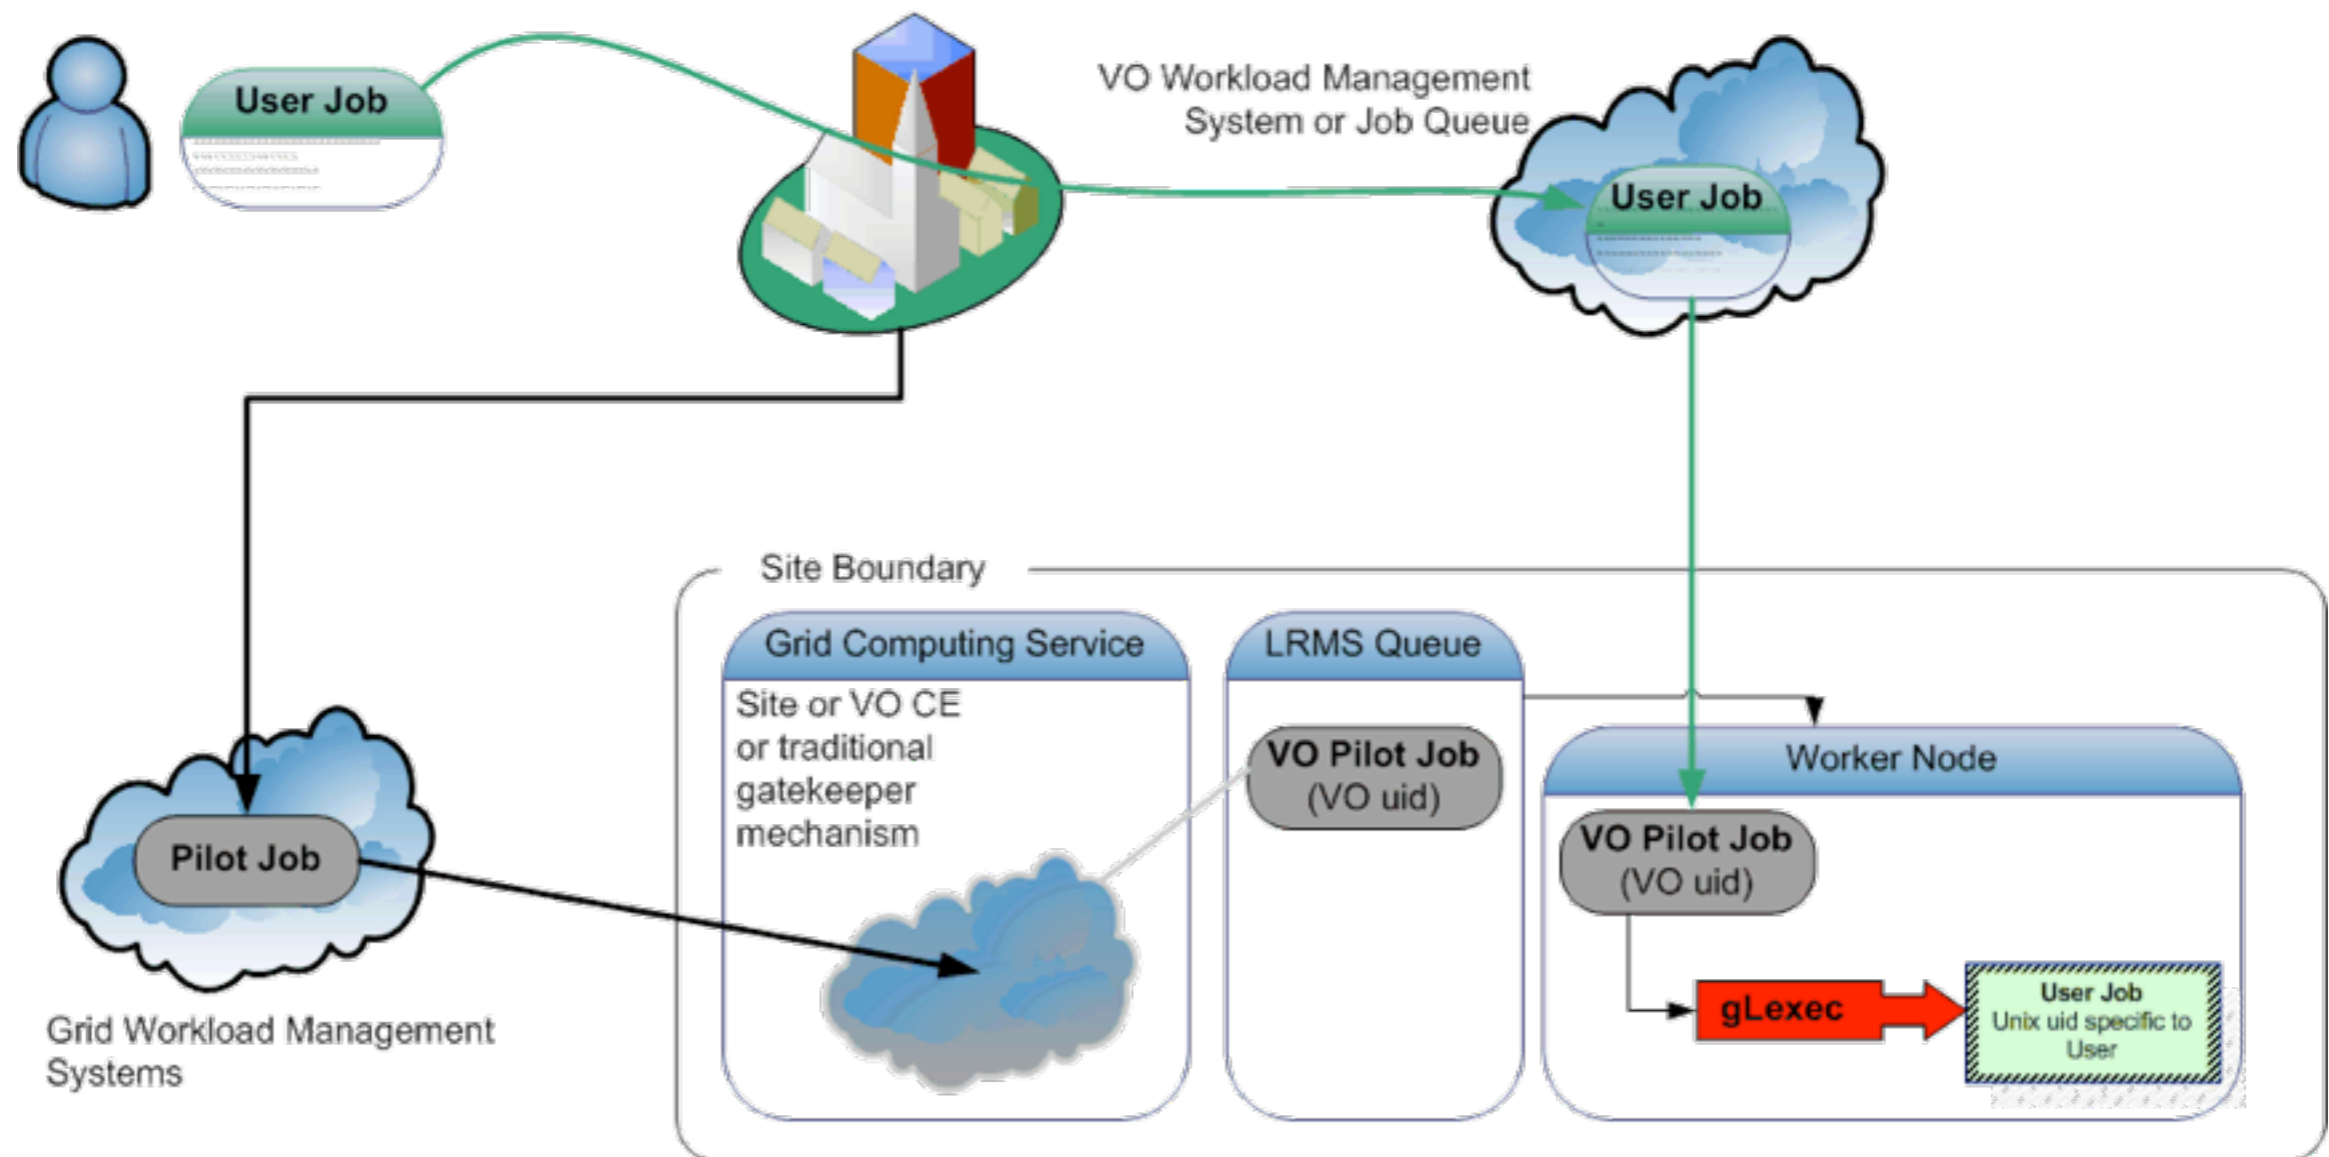 User Job
VO Workload Management
System or Job Queue
User Job
Site Boundary
Grid Computing Service
Site or VO CE
or traditional
gatekeeper
mechanism
LRMS Queue
VO Pilot Job
(VO uid)
Worker Node
VO Pilot Job
(VO uid)
gLexec
User Job
Unix uid specific to
User
Pilot Job
Grid Workload Management
Systems